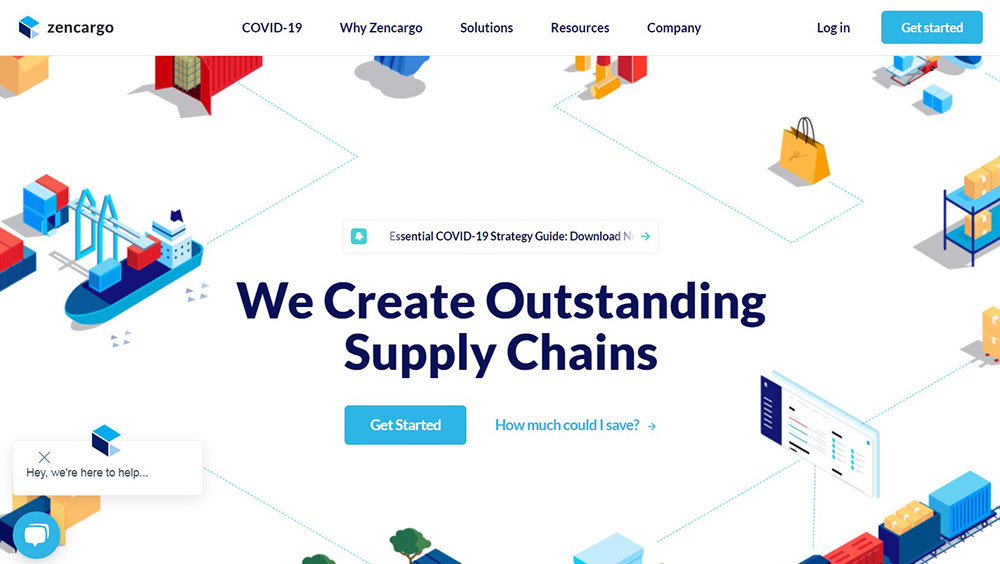 zencargo
COVID-19
Why Zencargo
Solutions
Resources
Company
Log in
Get started
Essential COVID-19 Strategy Guide: Download
We Create Outstanding
Supply Chains
Get Started
How much could I save?
Hey, we're here to help...